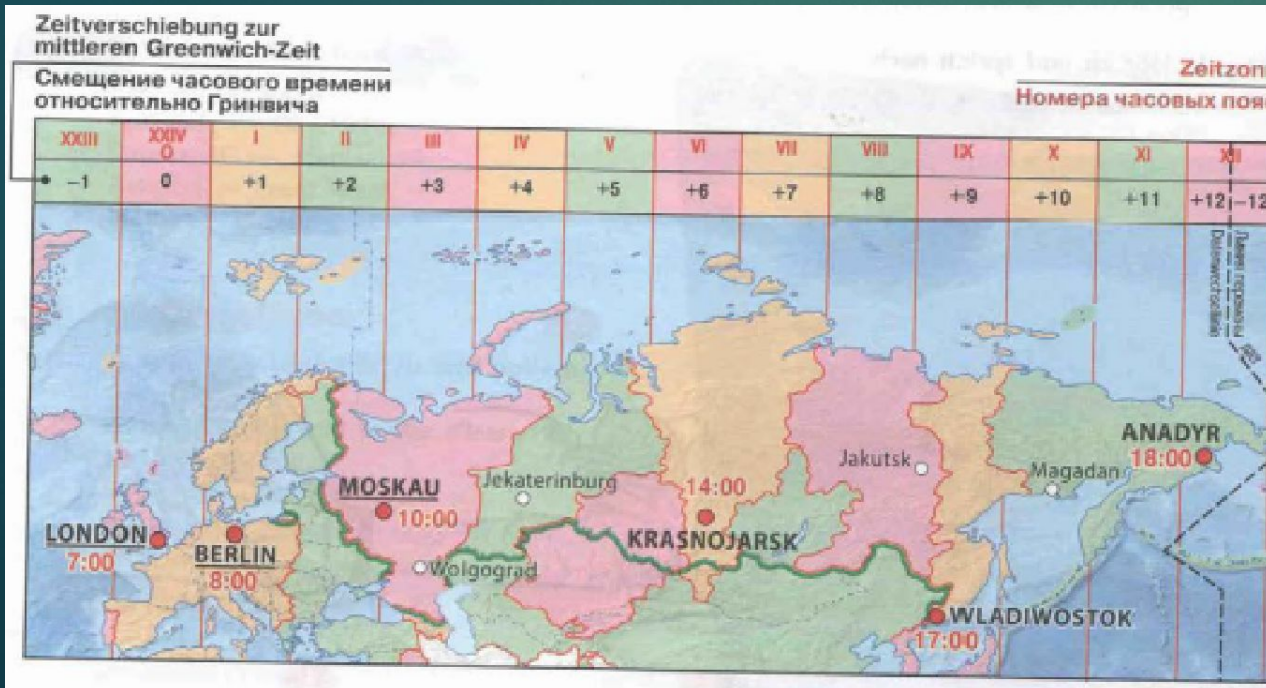 Zeitverschiebung zur
mittleren Greenwich-Zeit
Смещение часового времени
относительно Гринвича
Zeitzon
Номера часовых поя
XXIII XXIV I II III IV V VI VII VIII IX X XI XII
0
-1 0 +1 +2 +3 +4 +5 +6 +7 +8 +9 +10 +11 +12 -12
ANADYR
18:00
Jakutsk
Magadan
Jekaterinburg
MOSKAU
10:00
14:00
KRASNOJARSK
LONDON
7:00
BERLIN
8:00
Wolgograd
WLADIWOSTOK
17:00